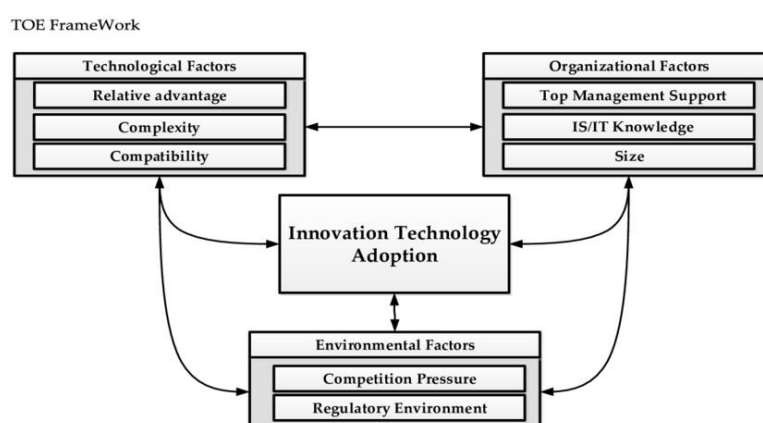 TOE FrameWork
Technological Factors
Relative advantage
Complexity
Compatibility
Organizational Factors
Top Management Support
IS/IT Knowledge
Size
Innovation Technology
Adoption
Environmental Factors
Competition Pressure
Regulatory Environment